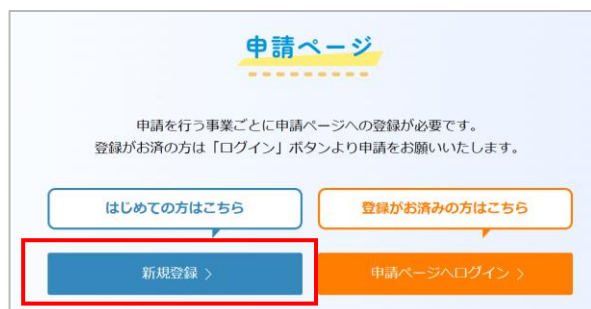 申請ページ
申請を行う事業ごとに申請ページへの登録が必要です。
登録がお済の方は「ログイン」ボタンより申請をお願いいたします。
はじめての方はこちら
登録がお済みの方はこちら
新規登録 〉
申請ページへログイン 〉